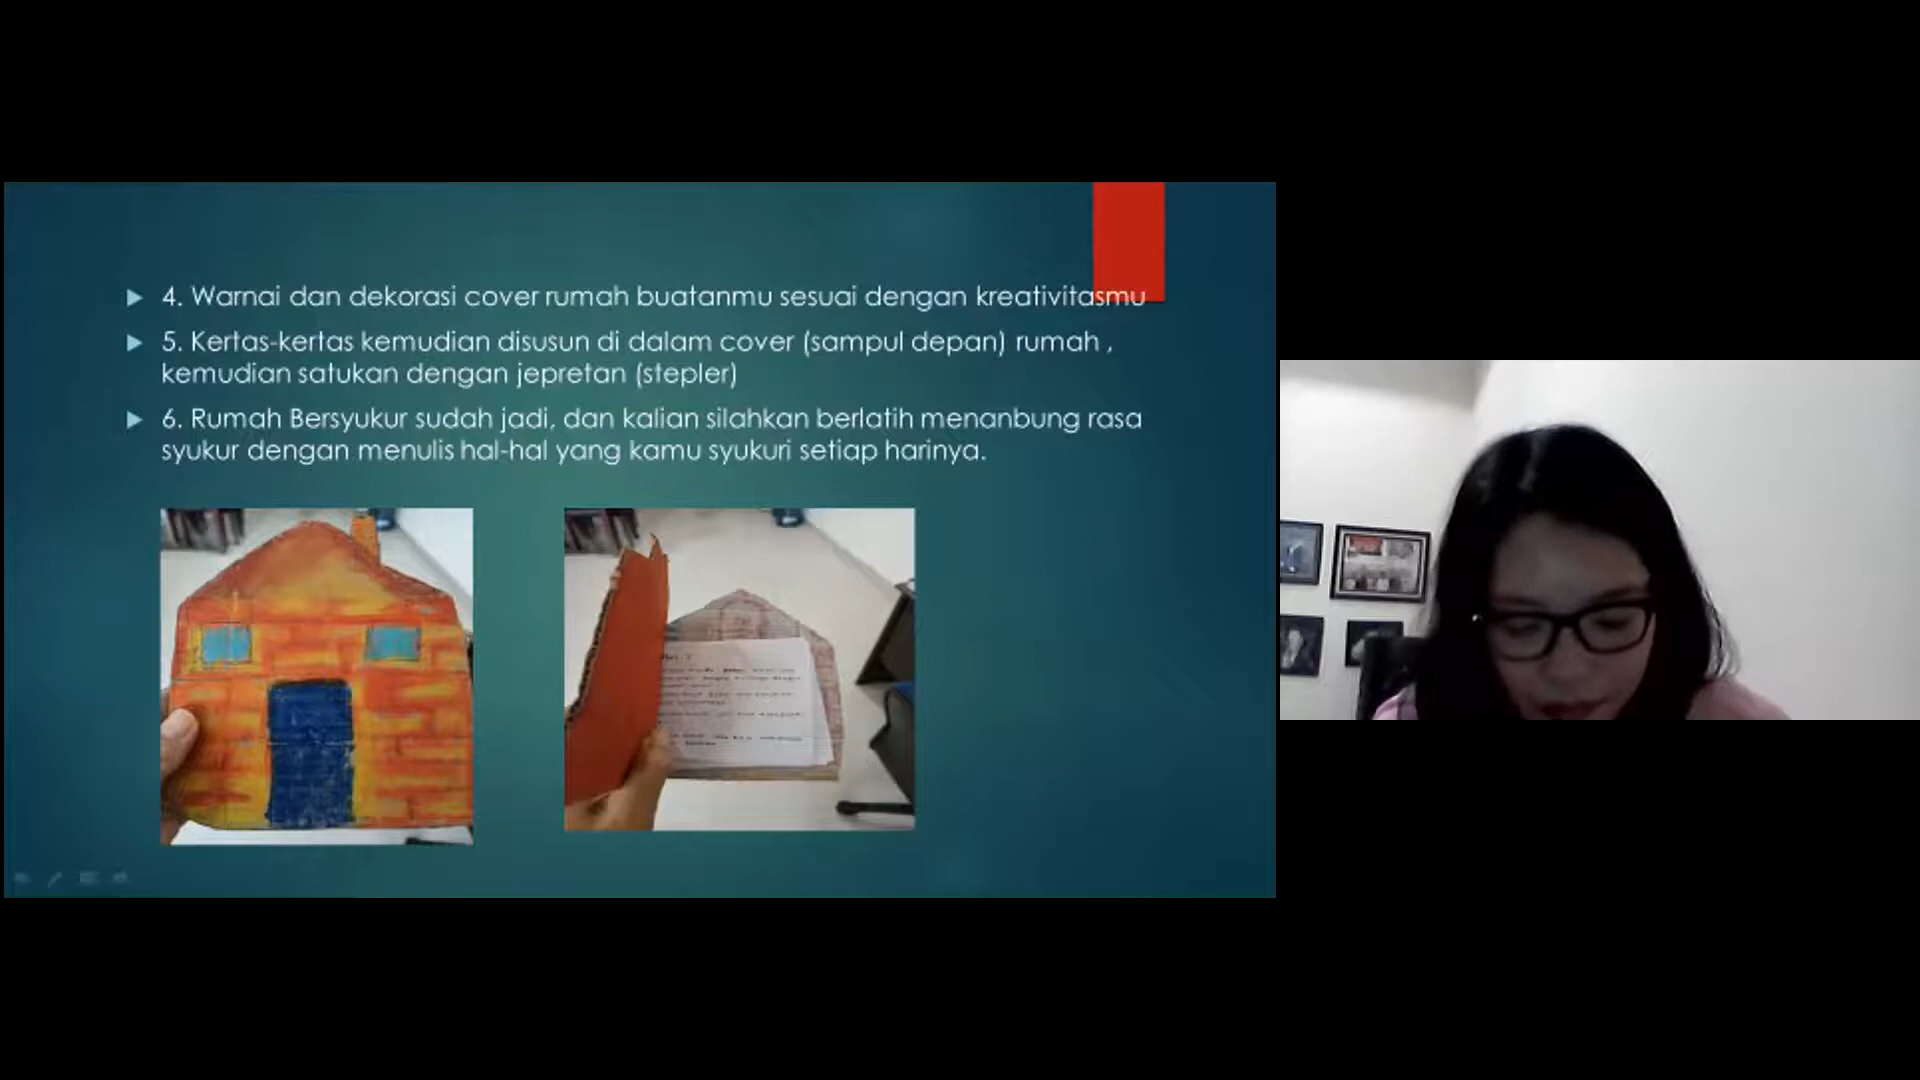 4. Warnai dan dekorasi cover rumah buatanmu sesuai dengan kreativitasmu
5. Kertas-kertas kemudian disusun di dalam cover (sampul depan) rumah ,
kemudian satukan dengan jepretan (stepler)
6. Rumah Bersyukur sudah jadi, dan kalian silahkan berlatih menanbung rasa
syukur dengan menulis hal-hal yang kamu syukuri setiap harinya.